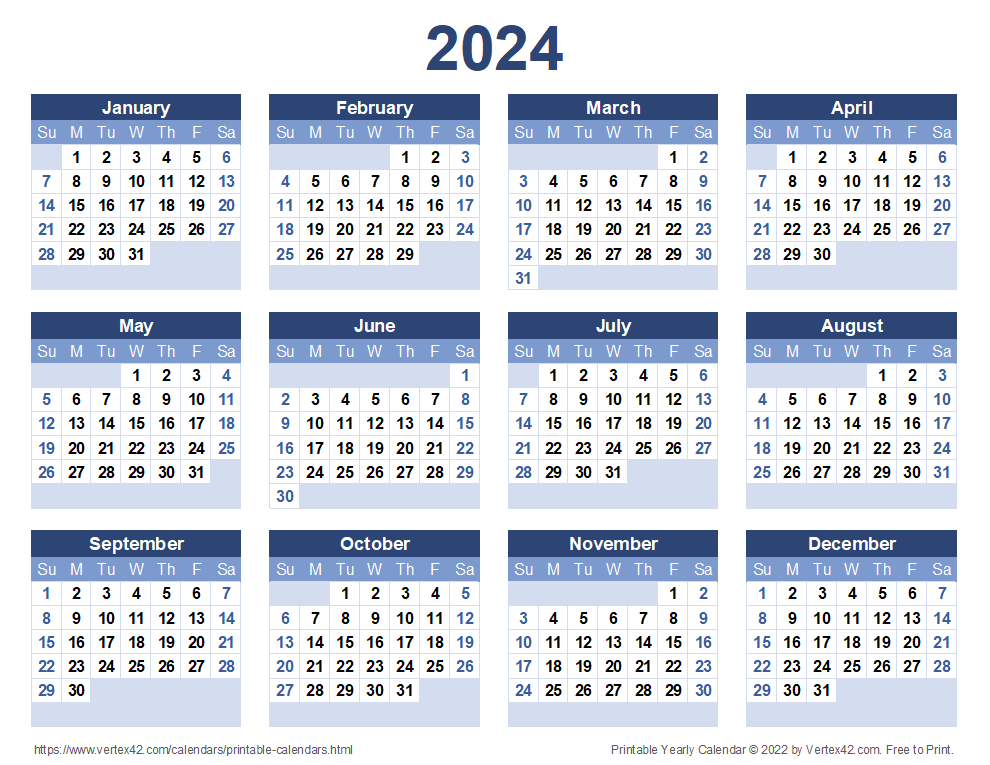 2024
January February March April
Su M Tu W Th F Sa Su M Tu W Th F Sa Su M Tu W Th F Sa Su M Tu W Th F Sa
1 2 3 4 5 6 1 2 3 1 2 1 2 3 4 5 6
7 8 9 10 11 12 13 4 5 6 7 8 9 10 3 4 5 6 7 8 9 7 8 9 10 11 12 13
14 15 16 17 18 19 20 11 12 13 14 15 16 17 10 11 12 13 14 15 16 14 15 16 17 18 19 20
21 22 23 24 25 26 27 18 19 20 21 22 23 24 17 18 19 20 21 22 23 21 22 23 24 25 26 27
28 29 30 31 25 26 27 28 29 24 25 26 27 28 29 30 28 29 30
31
May June July August
Su M Tu W Th F Sa Su M Tu W Th F Sa Su M Tu W Th F Sa Su M Tu W Th F Sa
1 2 3 4 1 1 2 3 4 5 6 1 2 3
5 6 7 8 9 10 11 2 3 4 5 6 7 8 7 8 9 10 11 12 13 4 5 6 7 8 9 10
12 13 14 15 16 17 18 9 10 11 12 13 14 15 14 15 16 17 18 19 20 11 12 13 14 15 16 17
19 20 21 22 23 24 25 16 17 18 19 20 21 22 21 22 23 24 25 26 27 18 19 20 21 22 23 24
26 27 28 29 30 31 23 24 25 26 27 28 29 28 29 30 31 25 26 27 28 29 30 31
30
September October November December
Su M Tu W Th F Sa Su M Tu W Th F Sa Su M Tu W Th F Sa Su M Tu W Th F Sa
1 2 3 4 5 6 7 1 2 3 4 5 1 2 1 2 3 4 5 6 7
8 9 10 11 12 13 14 6 7 8 9 10 11 12 3 4 5 6 7 8 9 8 9 10 11 12 13 14
15 16 17 18 19 20 21 13 14 15 16 17 18 19 10 11 12 13 14 15 16 15 16 17 18 19 20 21
22 23 24 25 26 27 28 20 21 22 23 24 25 26 17 18 19 20 21 22 23 22 23 24 25 26 27 28
29 30 27 28 29 30 31 24 25 26 27 28 29 30 29 30 31
https://www.vertex42.com/calendars/printable-calendars.html Printable Yearly Calendar © 2022 by Vertex42.com. Free to Print.